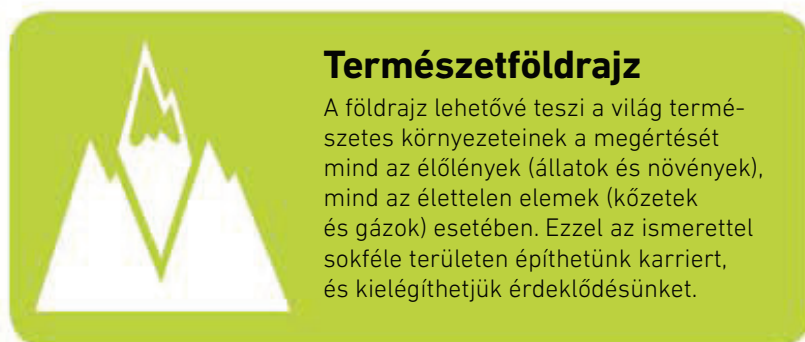 Természetföldrajz
A földrajz lehetővé teszi a világ termé-
szetes környezeteinek a megértését
mind az élőlények (állatok és növények),
mind az élettelen elemek (kőzetek
és gázok) esetében. Ezzel az ismerettel
sokféle területen építhetünk karriert,
és kielégíthetjük érdeklődésünket.